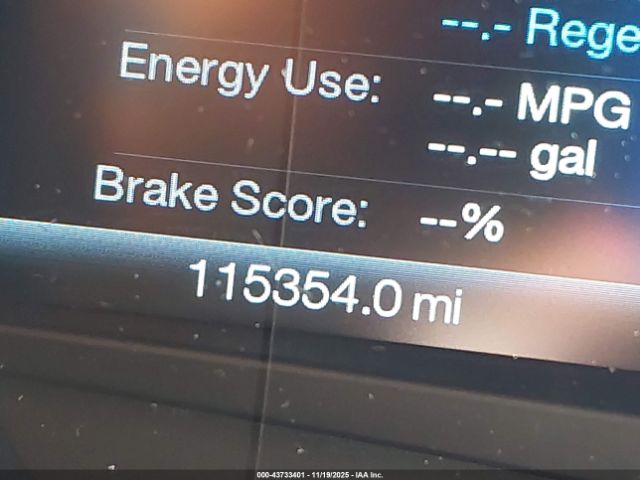 --.- Rege
Energy Use: --.- MPG
--.-- gal
Brake Score: --%
115354.0 mi
000-43733401 - 11/19/2025 - IAA Inc.